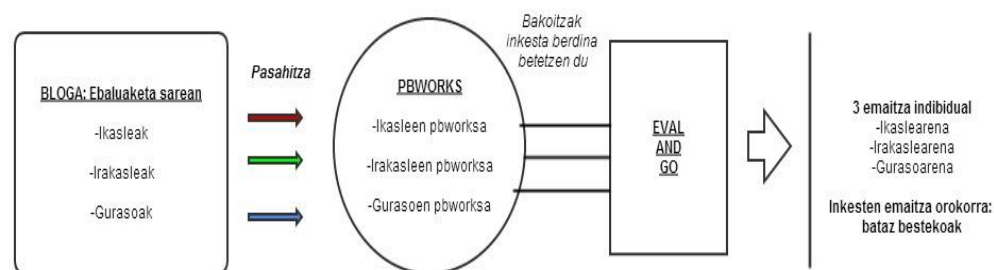 BLOGA: Ebaluaketa sarean
-Ikasleak
-Irakasleak
-Gurasoak
Pasahitza
PBWORKS
-Ikasleen pbworksa
-Irakasleen pbworksa
-Gurasoen pbworksa
Bakoitzak
inkesta berdina
betetzen du
EVAL
AND
GO
3 emaitza indibidual
-Ikaslearena
-Irakaslearena
-Gurasoarena
Inkesten emaitza orokorra:
bataz bestekoak